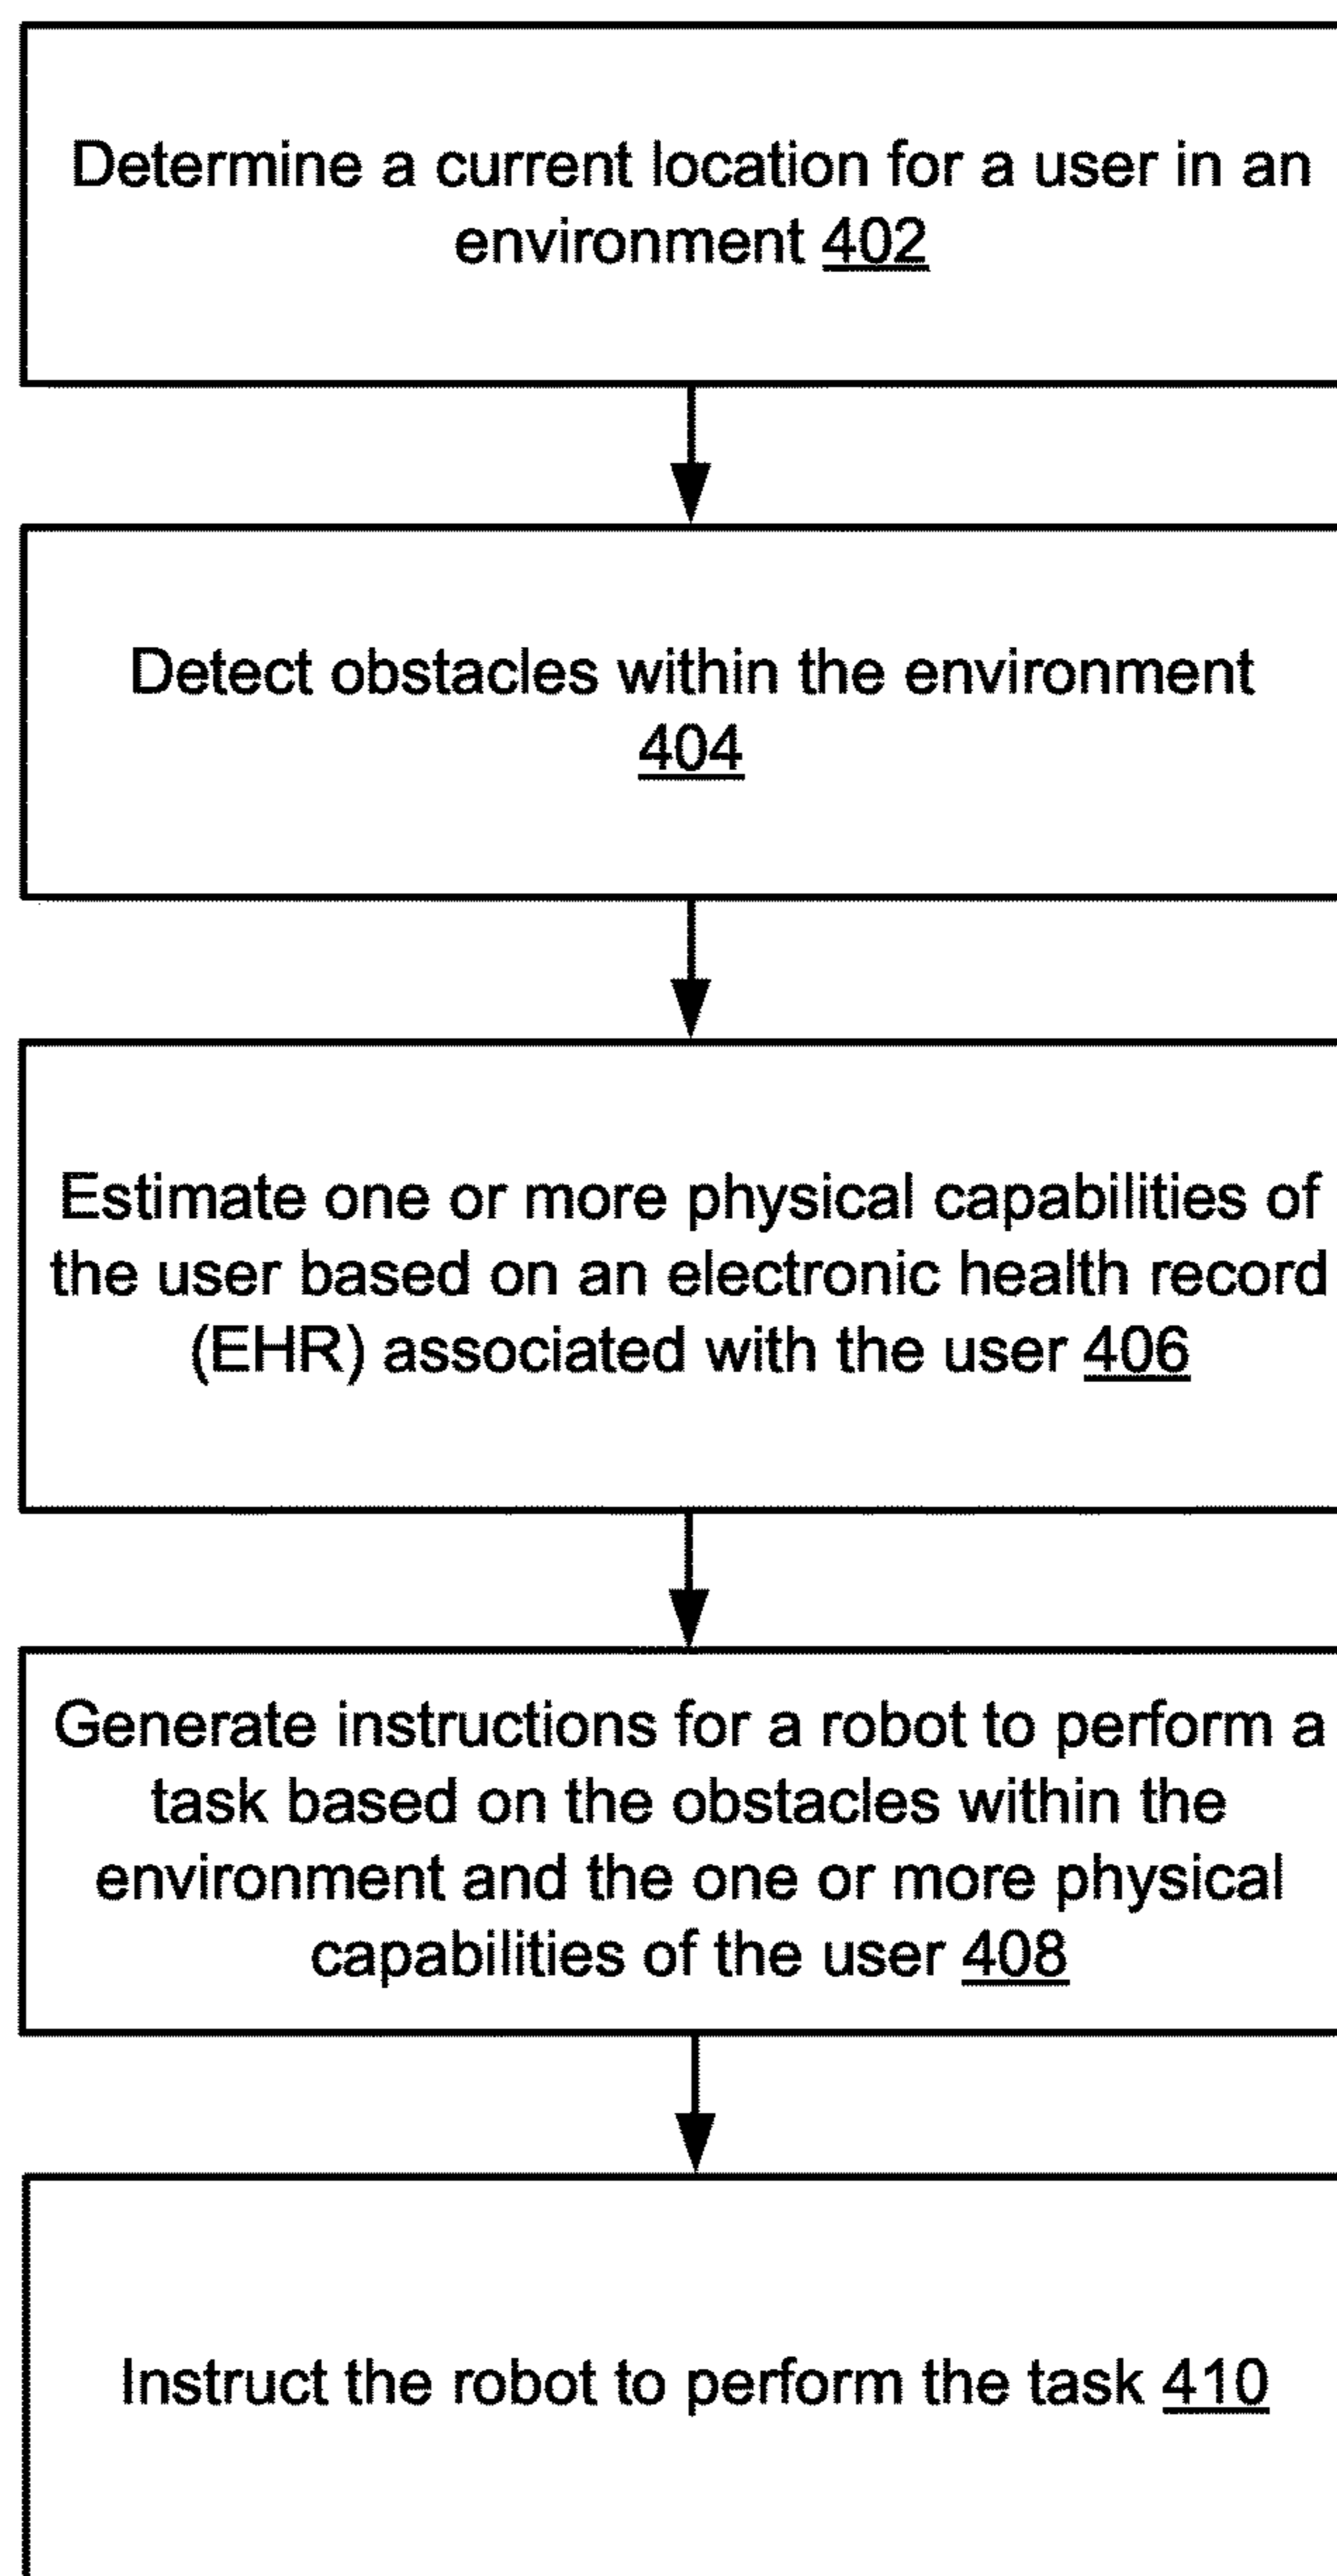 Determine a current location for a user in an
environment 402
Detect obstacles within the environment
404
Estimate one or more physical capabilities of
the user based on an electronic health record
(EHR) associated with the user 406
Generate instructions for a robot to perform a
task based on the obstacles within the
environment and the one or more physical
capabilities of the user 408
Instruct the robot to perform the task 410